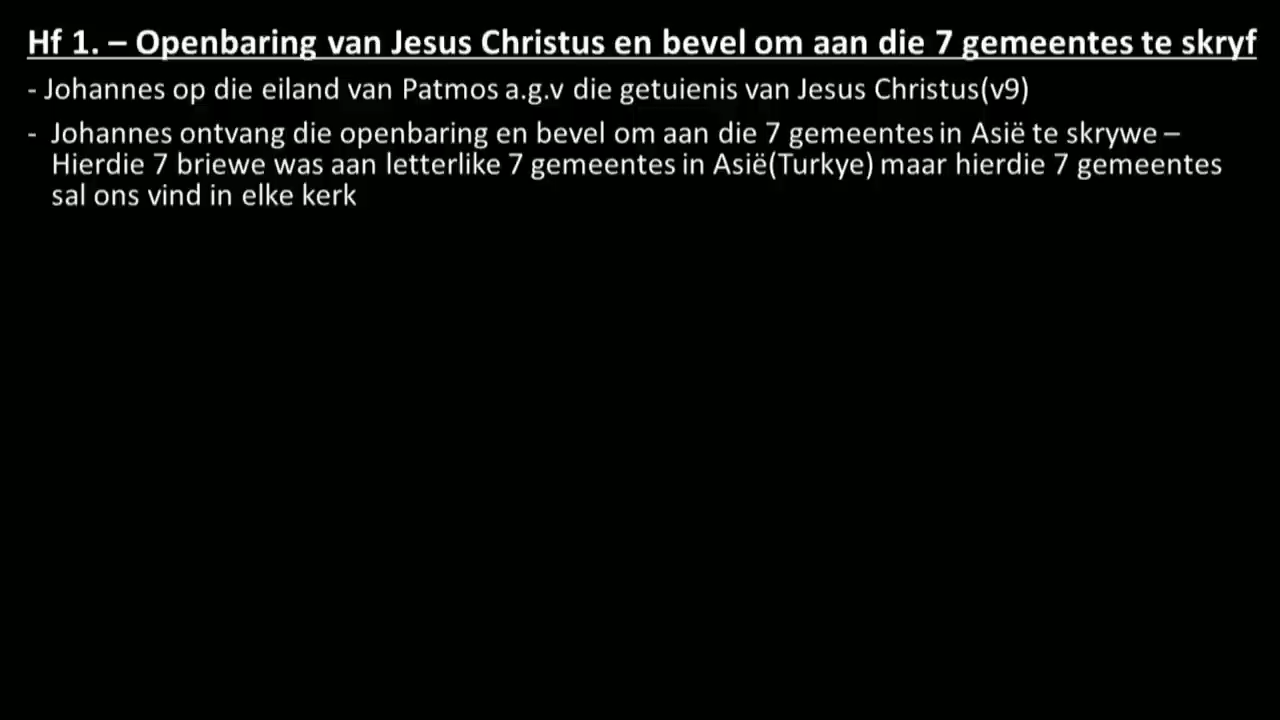 Hf 1. – Openbaring van Jesus Christus en bevel om aan die 7 gemeentes te skryf
- Johannes op die eiland van Patmos a.g.v die getuienis van Jesus Christus(v9)
- Johannes ontvang die openbaring en bevel om aan die 7 gemeentes in Asië te skrywe –
Hierdie 7 briewe was aan letterlike 7 gemeentes in Asië(Turkye) maar hierdie 7 gemeentes
sal ons vind in elke kerk